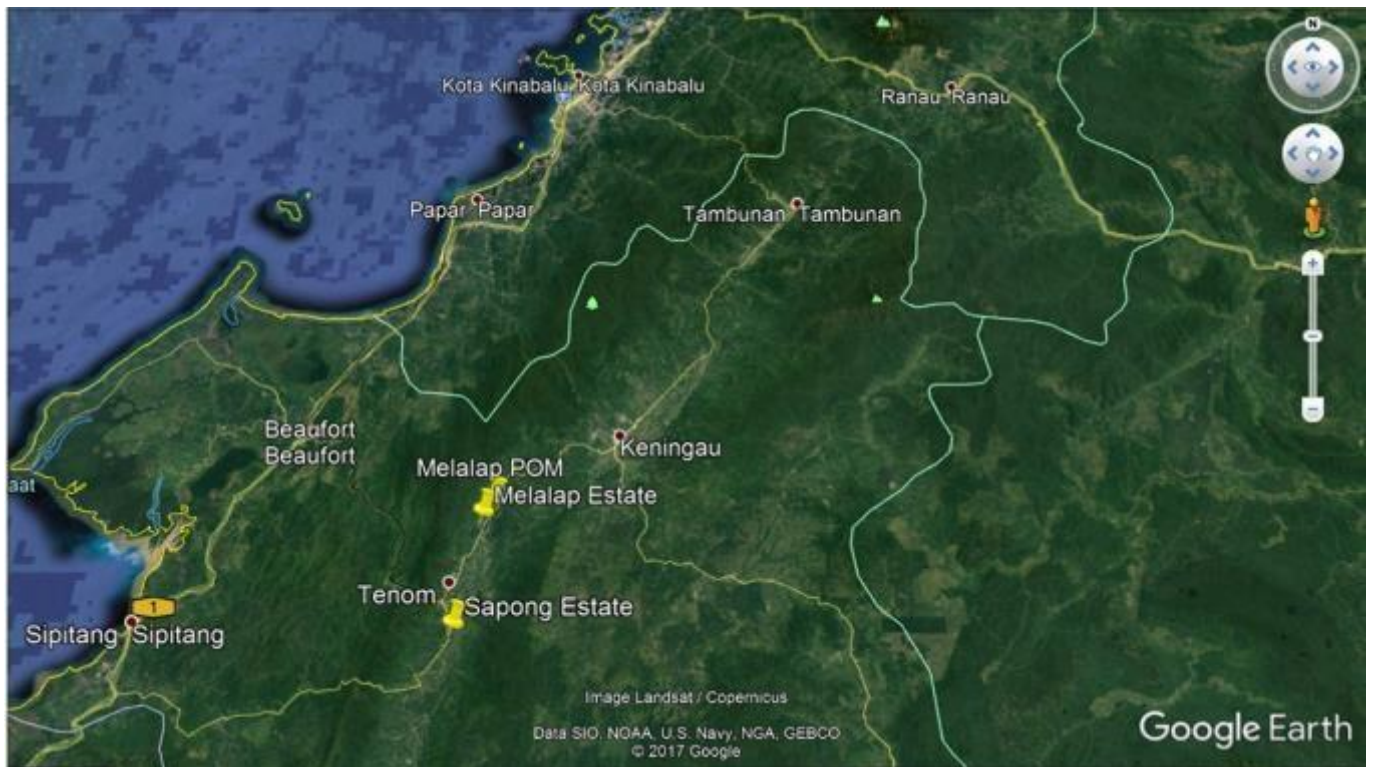 N
Kota Kinabalu Kota Kinabalu
Ranau Ranau
Papar Papar
Tambunan Tambunan
Beaufort
Beaufort
Keningau
Melalap POM
Melalap Estate
aat
Tenom
Sapong Estate
1
Sipitang Sipitang
Image Landsat / Copernicus
Data SIO, NOAA, U.S. Navy, NGA, GEBCO
© 2017 Google
Google Earth